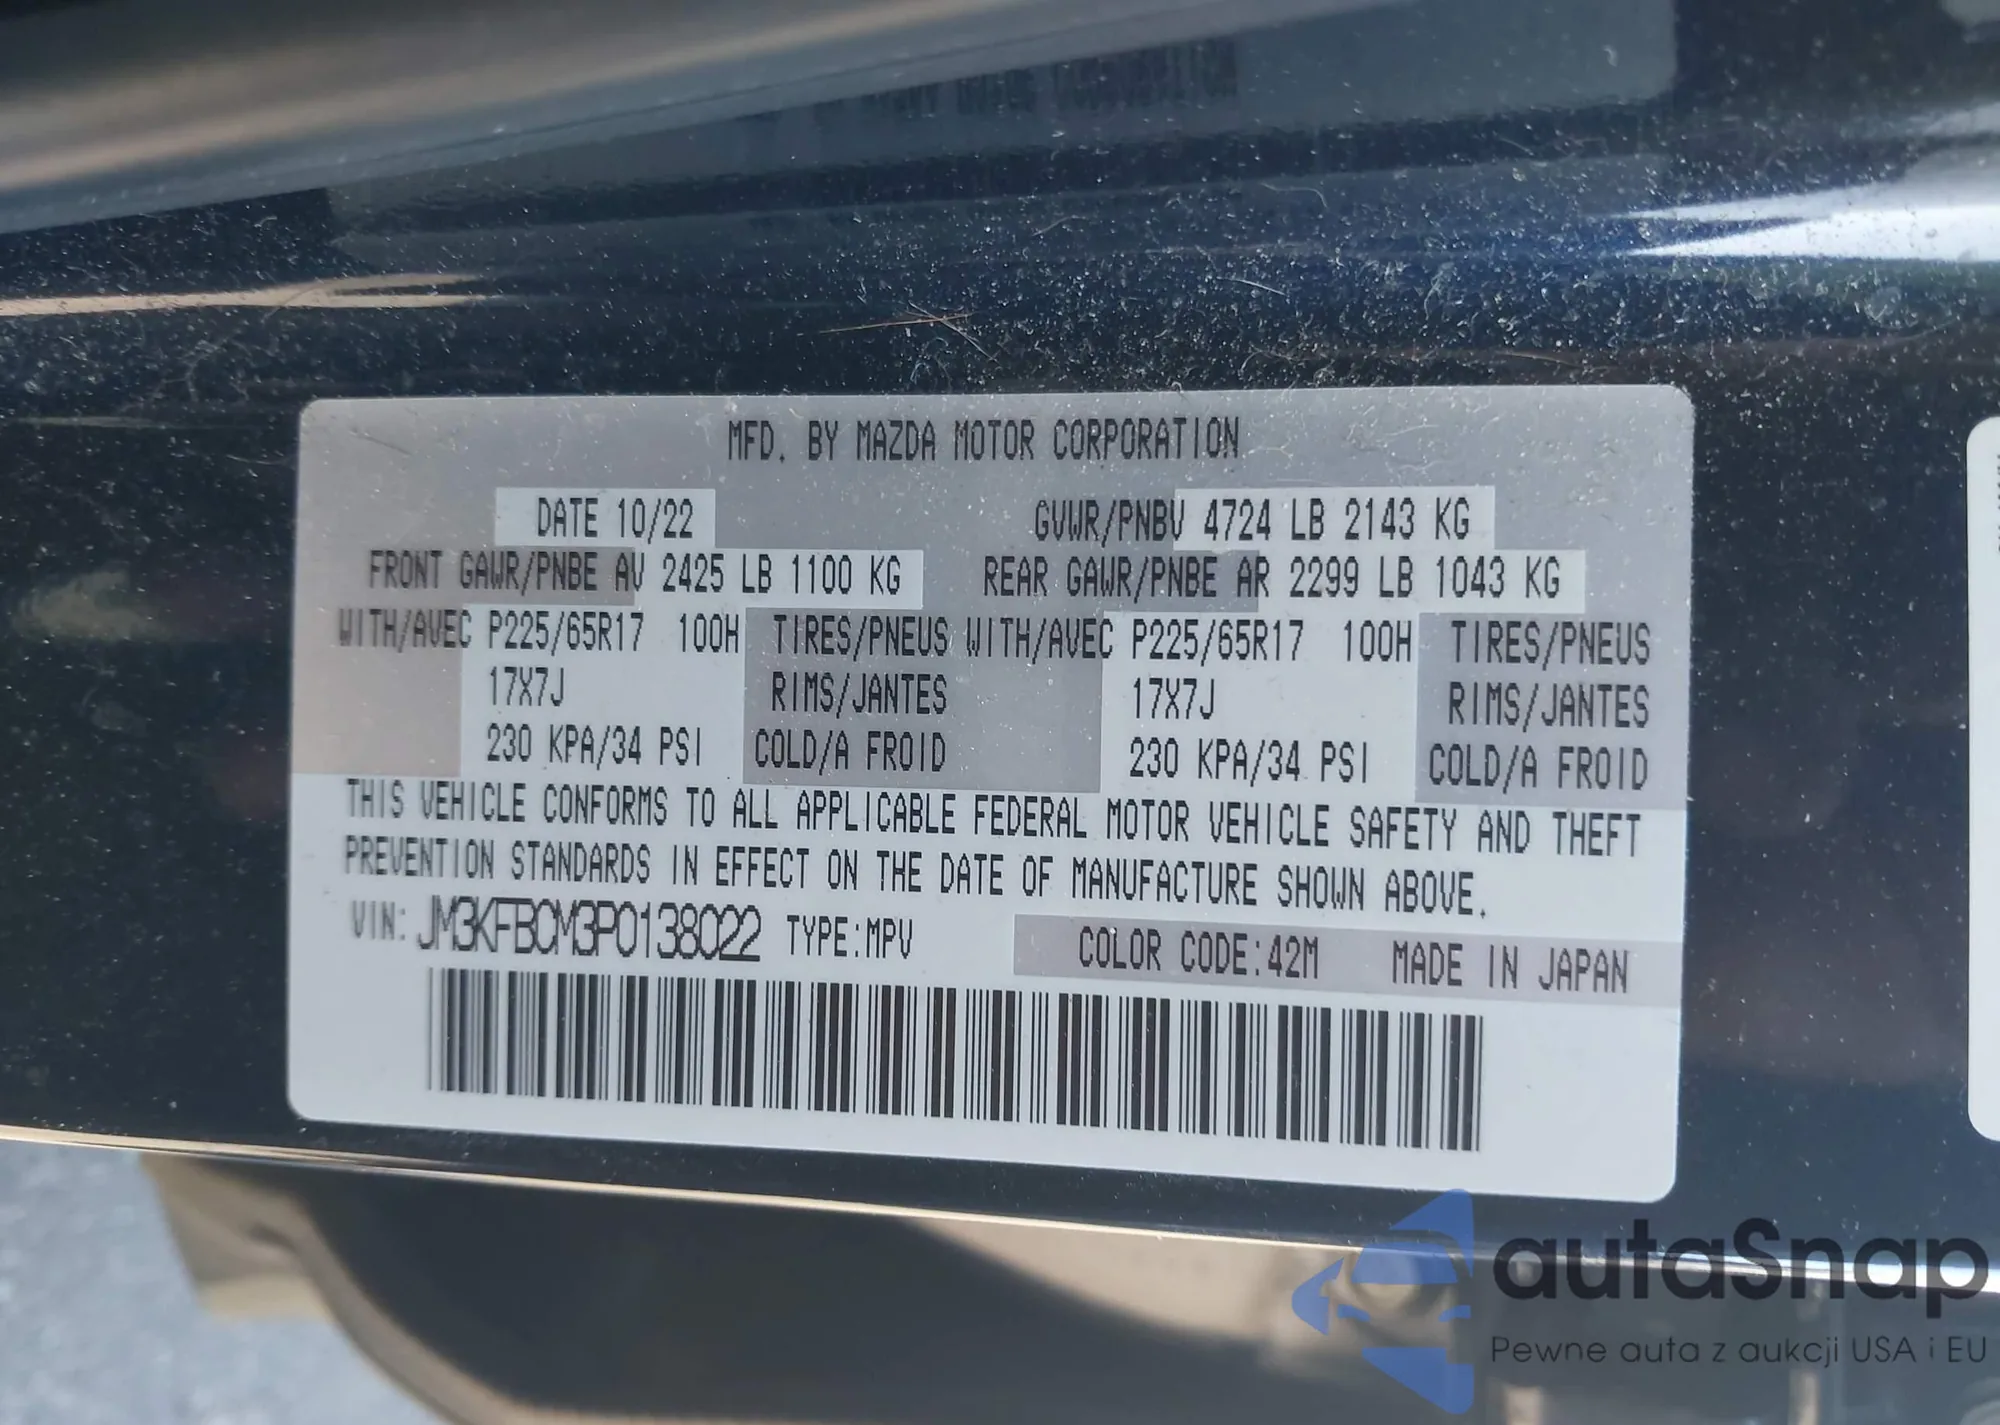 MFD. BY MAZDA MOTOR CORPORATION
DATE 10/22 GVWR/PNBV 4724 LB 2143 KG
FRONT GAWR/PNBE AV 2425 LB 1100 KG REAR GAWR/PNBE AR 2299 LB 1043 KG
WITH/AVEC P225/65R17 100H TIRES/PNEUS WITH/AVEC P225/65R17 100H TIRES/PNEUS
17X7J RIMS/JANTES 17X7J RIMS/JANTES
230 KPA/34 PSI COLD/A FROID 230 KPA/34 PSI COLD/A FROID
THIS VEHICLE CONFORMS TO ALL APPLICABLE FEDERAL MOTOR VEHICLE SAFETY AND THEFT
PREVENTION STANDARDS IN EFFECT ON THE DATE OF MANUFACTURE SHOWN ABOVE.
VIN: JM3KFBCM3P0138022 TYPE:MPV COLOR CODE:42M MADE IN JAPAN
autaSnap
Pewne auta z aukcji USA i EU